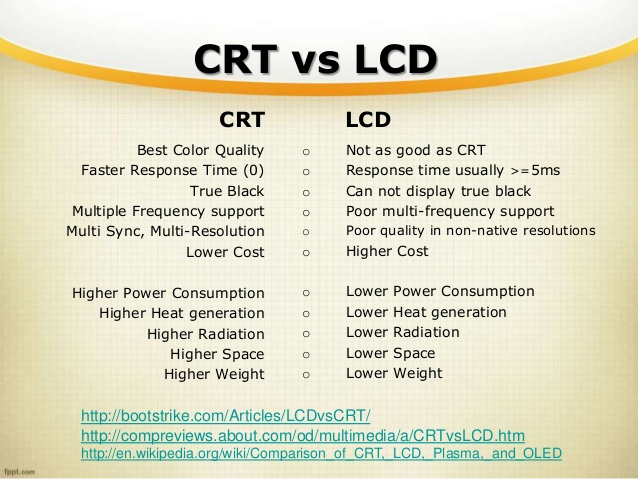 CRT vs LCD
CRT
LCD
Best Color Quality o Not as good as CRT
Faster Response Time (0) o Response time usually >=5ms
True Black o Can not display true black
Multiple Frequency support o Poor multi-frequency support
Multi Sync, Multi-Resolution o Poor quality in non-native resolutions
Lower Cost o Higher Cost
Higher Power Consumption o Lower Power Consumption
Higher Heat generation o Lower Heat generation
Higher Radiation o Lower Radiation
Higher Space o Lower Space
Higher Weight o Lower Weight
http://bootstrike.com/Articles/LCDvsCRT/
http://compreviews.about.com/od/multimedia/a/CRTvsLCD.htm
http://en.wikipedia.org/wiki/Comparison_of_CRT,_LCD,_Plasma,_and_OLED
fppt.com